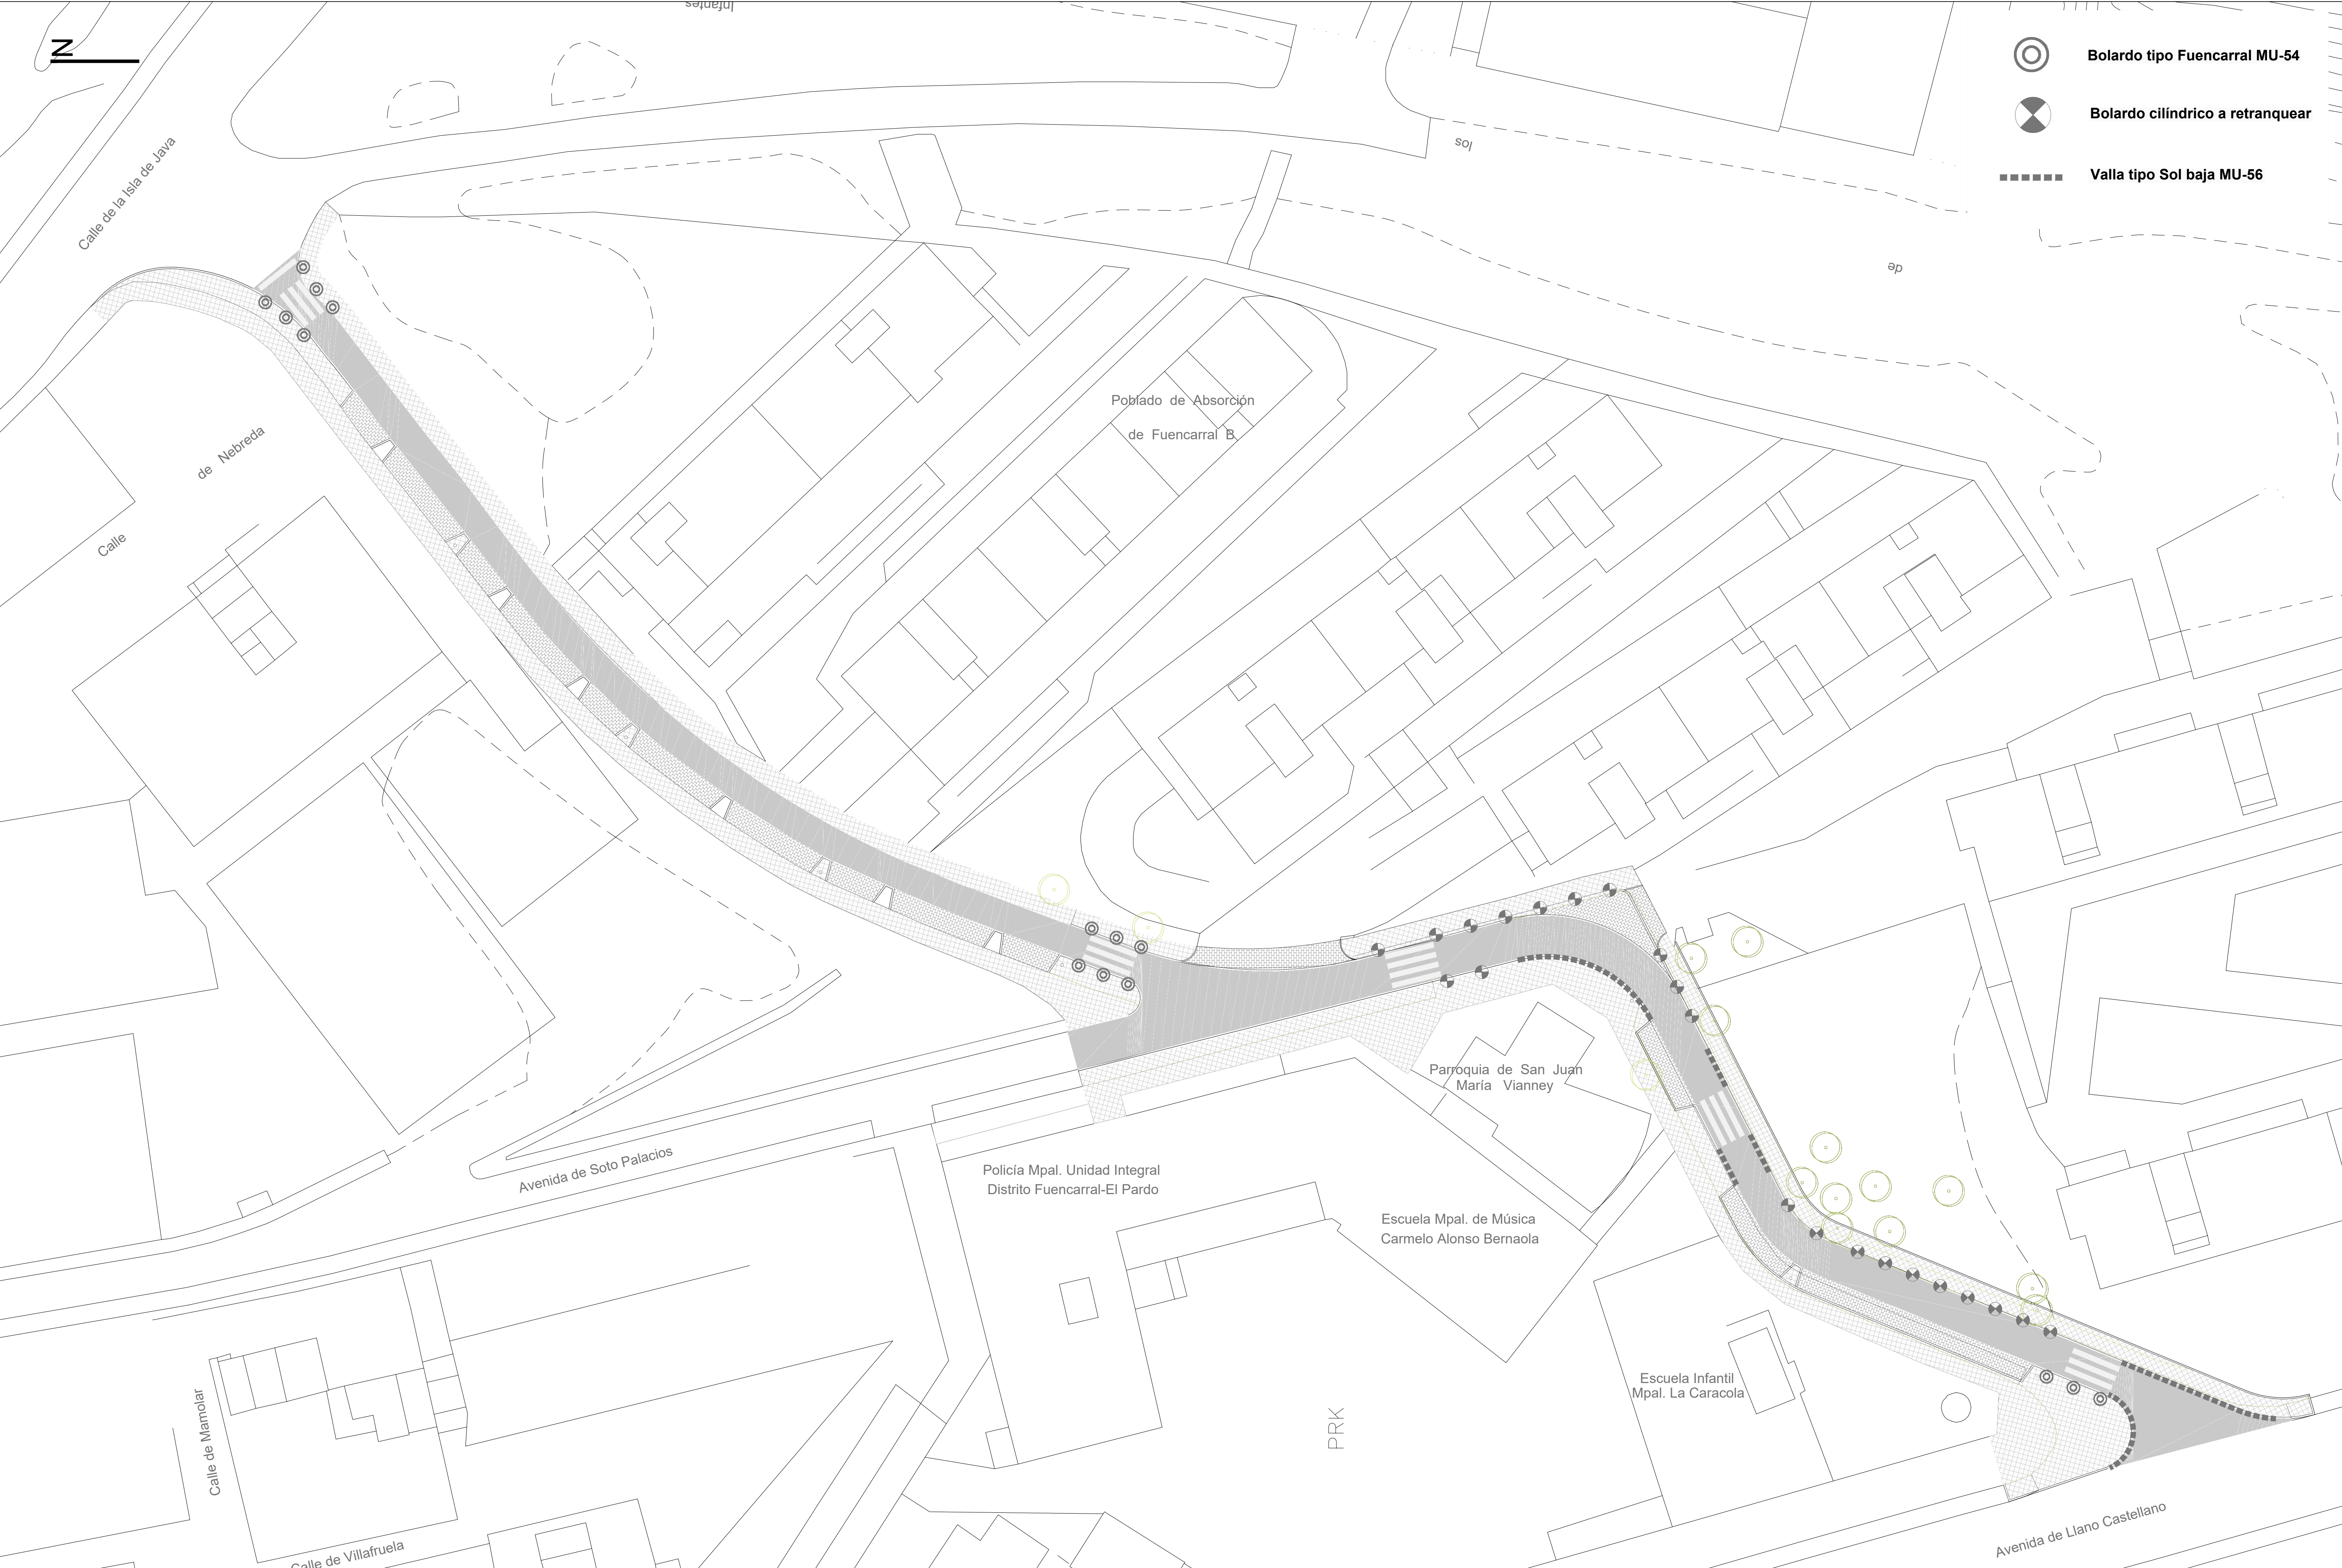 Infantes
N
Bolardo tipo Fuencarral MU-54
Bolardo cilíndrico a retranquear
Valla tipo Sol baja MU-56
Calle de la Isla de Java
los
de
Poblado de Absorción
de Fuencarral B
de Nebreda
Calle
Parroquia de San Juan
María Vianney
Avenida de Soto Palacios
Policía Mpal. Unidad Integral
Distrito Fuencarral-El Pardo
Escuela Mpal. de Música
Carmelo Alonso Bernaola
Escuela Infantil
Mpal. La Caracola
PRK
Calle de Mamolar
Calle de Villafruela
Avenida de Llano Castellano